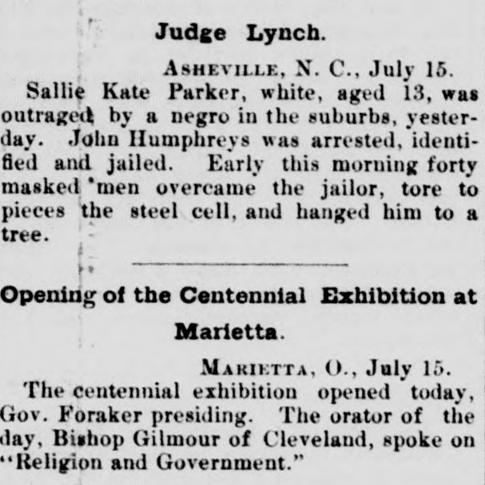 Judge Lynch.
ASHEVILLE, N. C., July 15.
Sallie Kate Parker, white, aged 13, was
outraged by a negro in the suburbs, yester-
day. John Humphreys was arrested, identi-
fied and jailed. Early this morning forty
masked men overcame the jailor, tore to
pieces the steel cell, and hanged him to a
tree.
Opening of the Centennial Exhibition at
Marietta.
MARIETTA, O., July 15.
The centennial exhibition opened today,
Gov. Foraker presiding. The orator of the
day, Bishop Gilmour of Cleveland, spoke on
"Religion and Government."